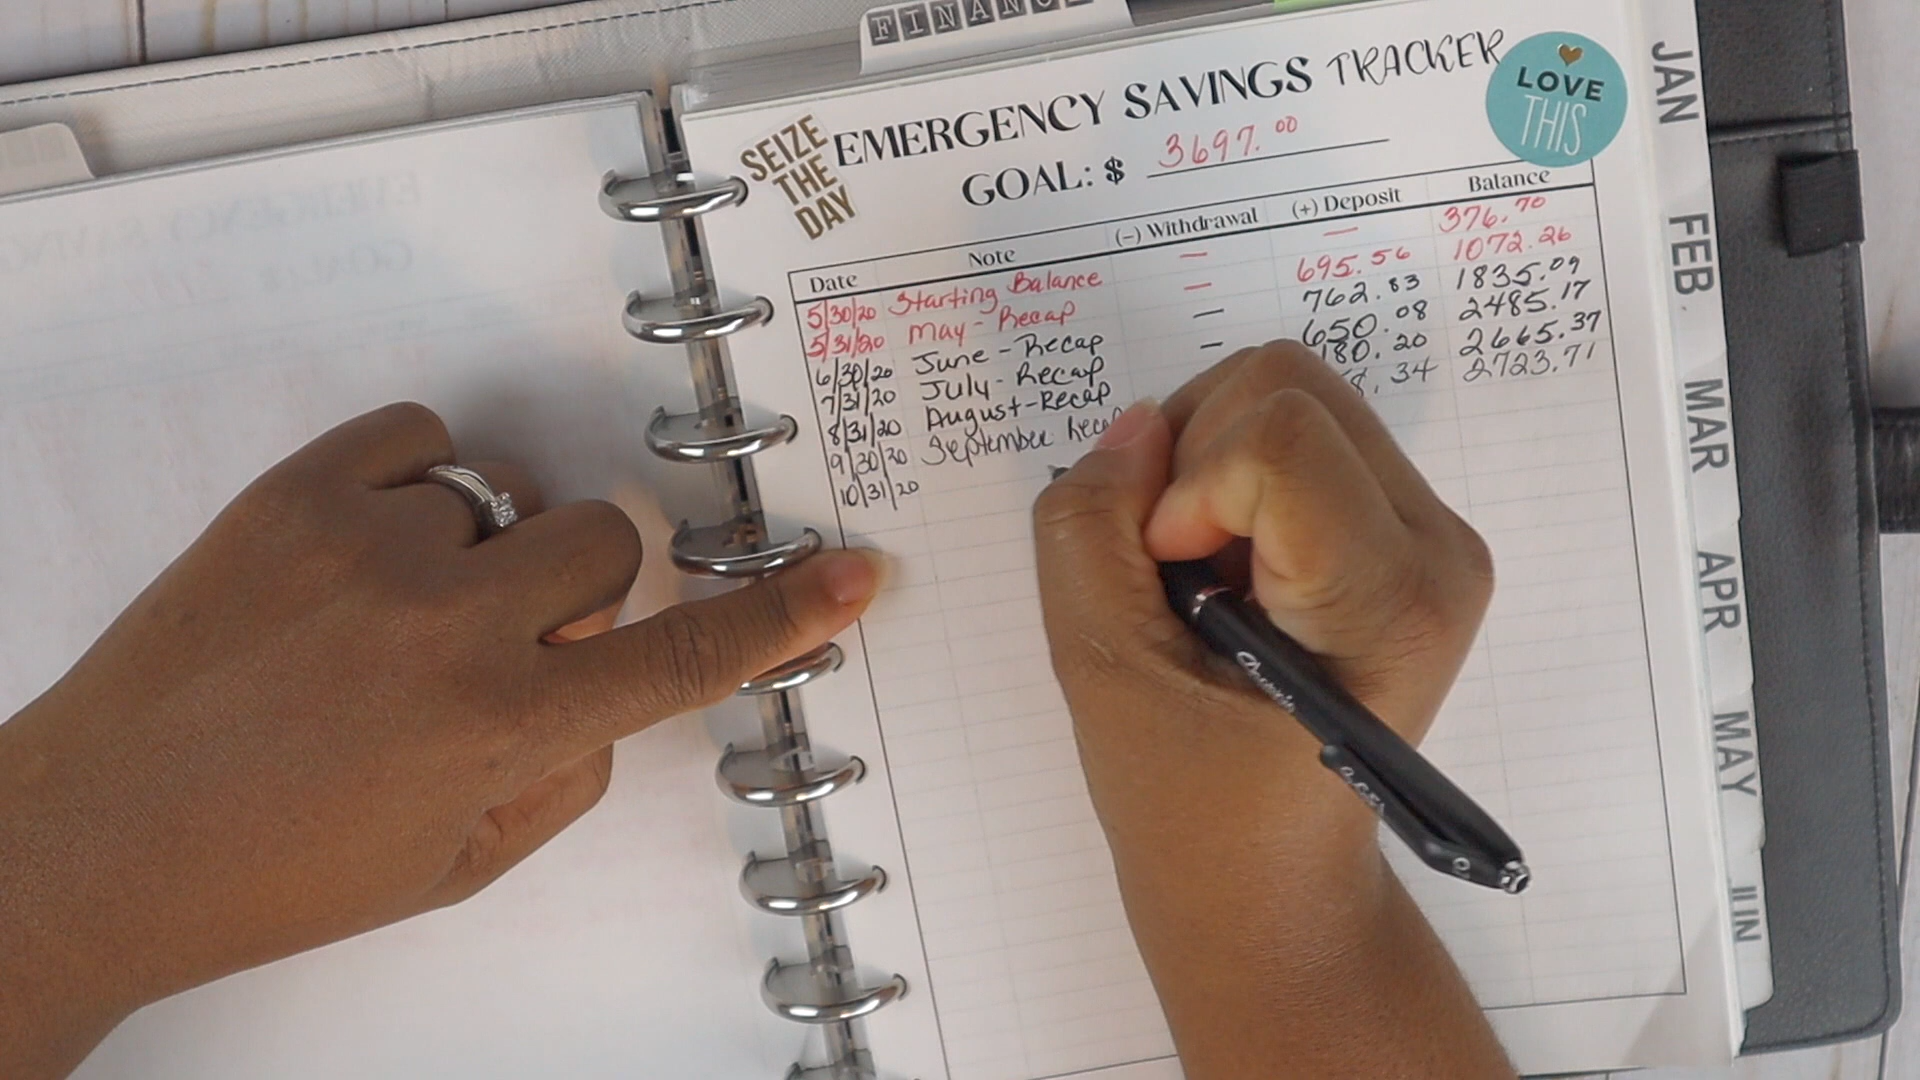 FINANCE
EMERGENCY SAVINGS TRACKER
GOAL: $ 3697.00
SEIZE
THE
DAY
LOVE
THIS
Date Note (-) Withdrawal (+) Deposit Balance
5/30/20 Starting Balance — — 376.70
5/31/20 May - Recap — 695.56 1072.26
6/30/20 June - Recap — 762.83 1835.09
7/31/20 July - Recap — 650.08 2485.17
8/31/20 August - Recap 180.20 2665.37
9/30/20 September Recap 8.34 2723.71
10/31/20
JAN
FEB
MAR
APR
MAY
JUN